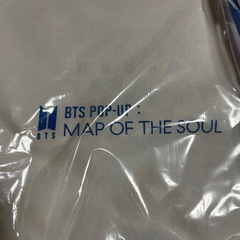 BTS POP-UP :
MAP OF THE SOUL
BTS